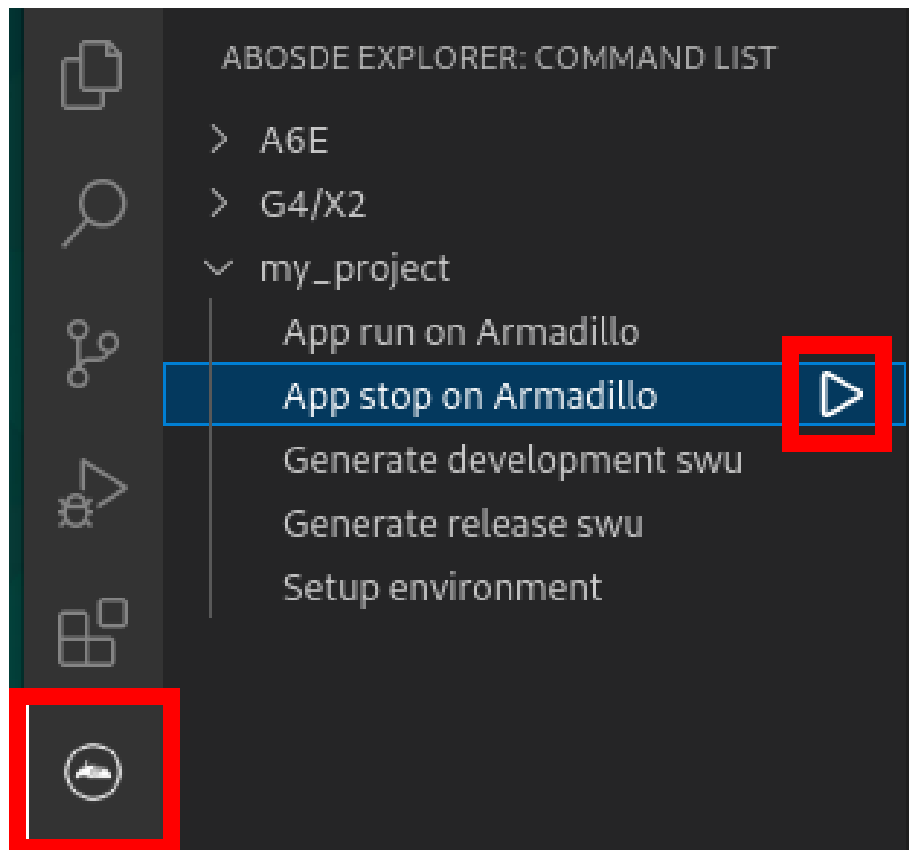 ABOSDE EXPLORER: COMMAND LIST
A6E
G4/X2
my_project
App run on Armadillo
App stop on Armadillo
Generate development swu
Generate release swu
Setup environment